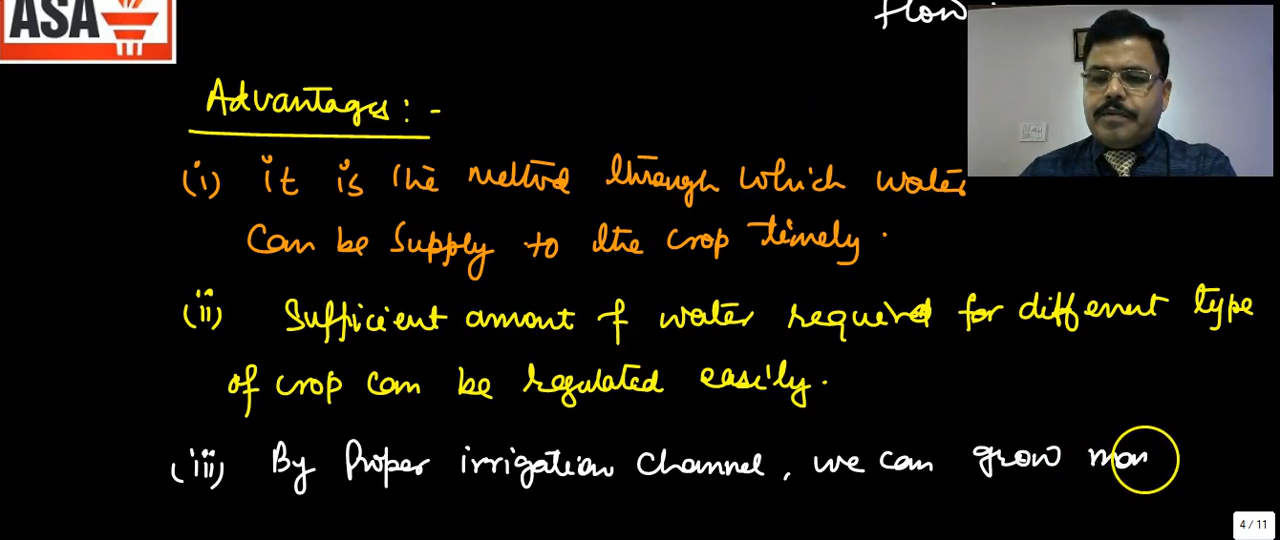 ASA
flow
Advantages:-
(i) it is the method through which water
can be supply to the crop timely.
(ii) Sufficient amount of water required for different type
of crop can be regulated easily.
(iii) By Proper irrigation channel, we can grow mor
4/11